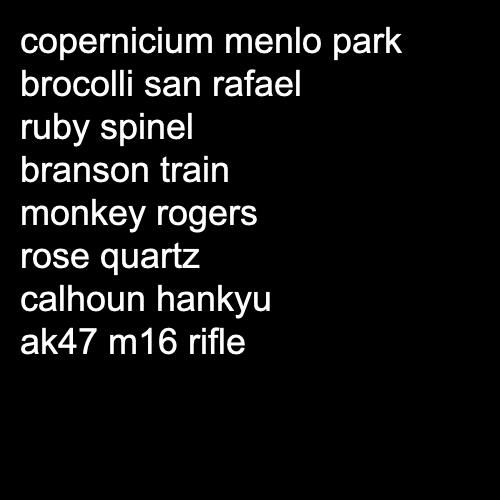 copernicium menlo park
brocolli san rafael
ruby spinel
branson train
monkey rogers
rose quartz
calhoun hankyu
ak47 m16 rifle